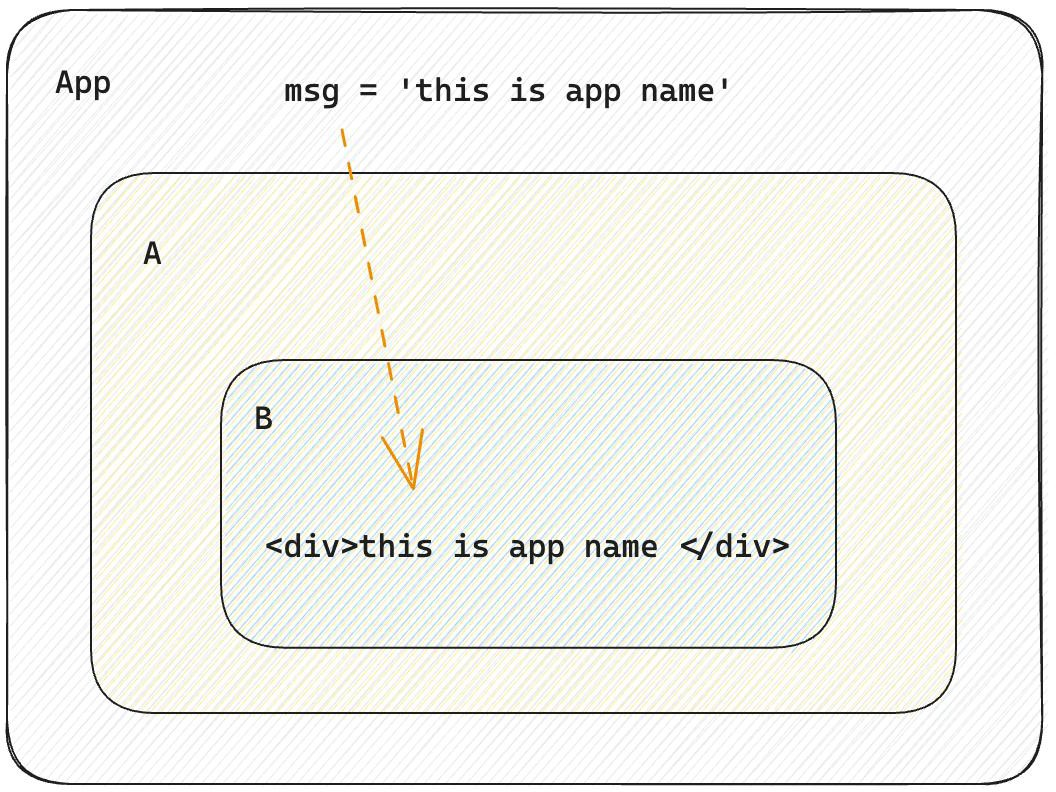 App
msg = 'this is app name'
A
B
<div>this is app name </div>